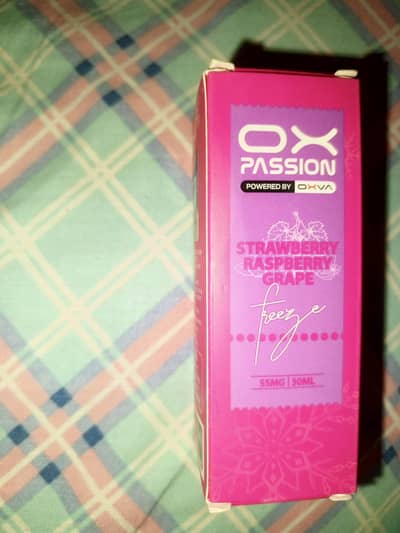 OX
PASSION
POWERED BY OXVA
STRAWBERRY
RASPBERRY
GRAPE
freeze
55MG | 30ML